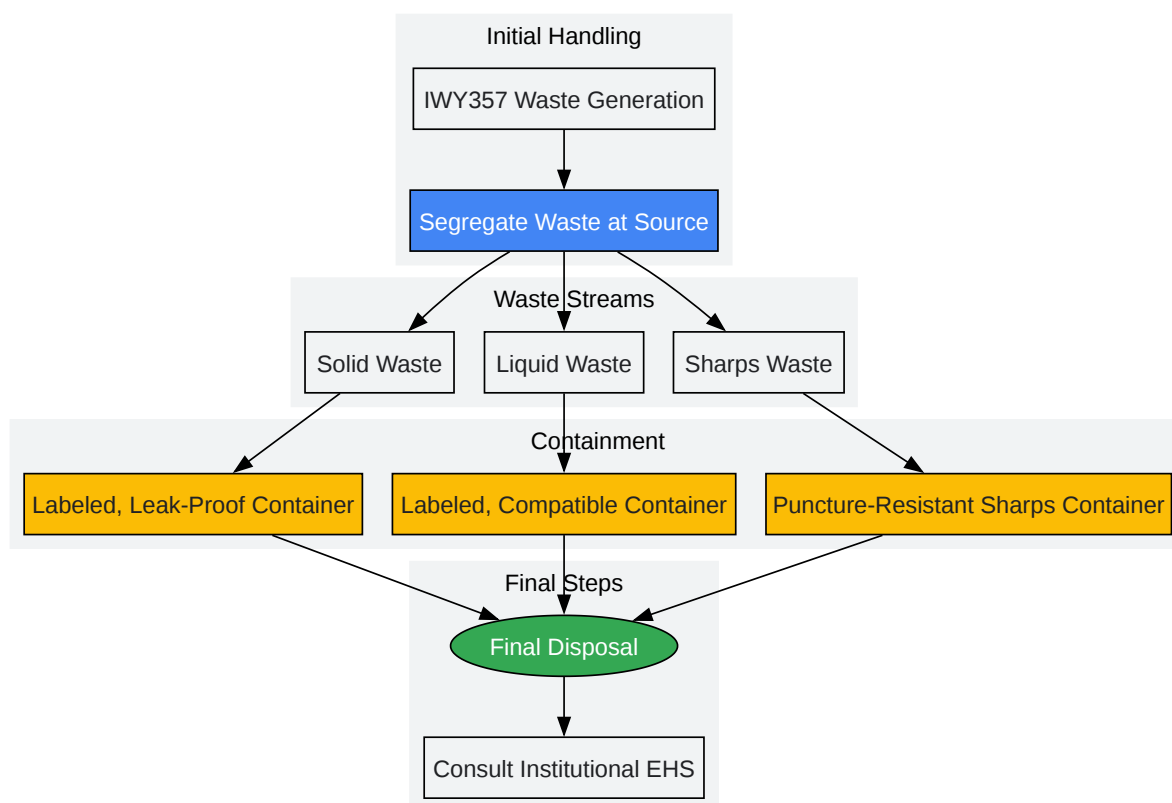 Initial Handling
IWY357 Waste Generation
Segregate Waste at Source
Waste Streams
Solid Waste
Liquid Waste
Sharps Waste
Containment
Labeled, Leak-Proof Container
Labeled, Compatible Container
Puncture-Resistant Sharps Container
Final Steps
Final Disposal
Consult Institutional EHS